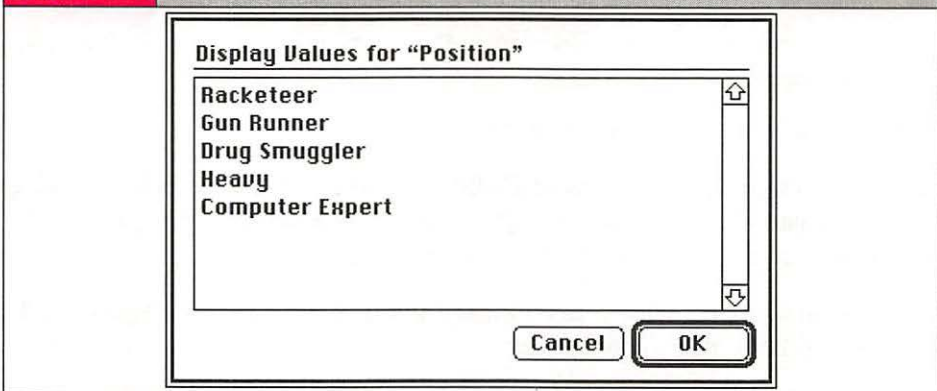 Display Values for “Position”
Racketeer
Gun Runner
Drug Smuggler
Heavy
Computer Expert
Cancel
OK